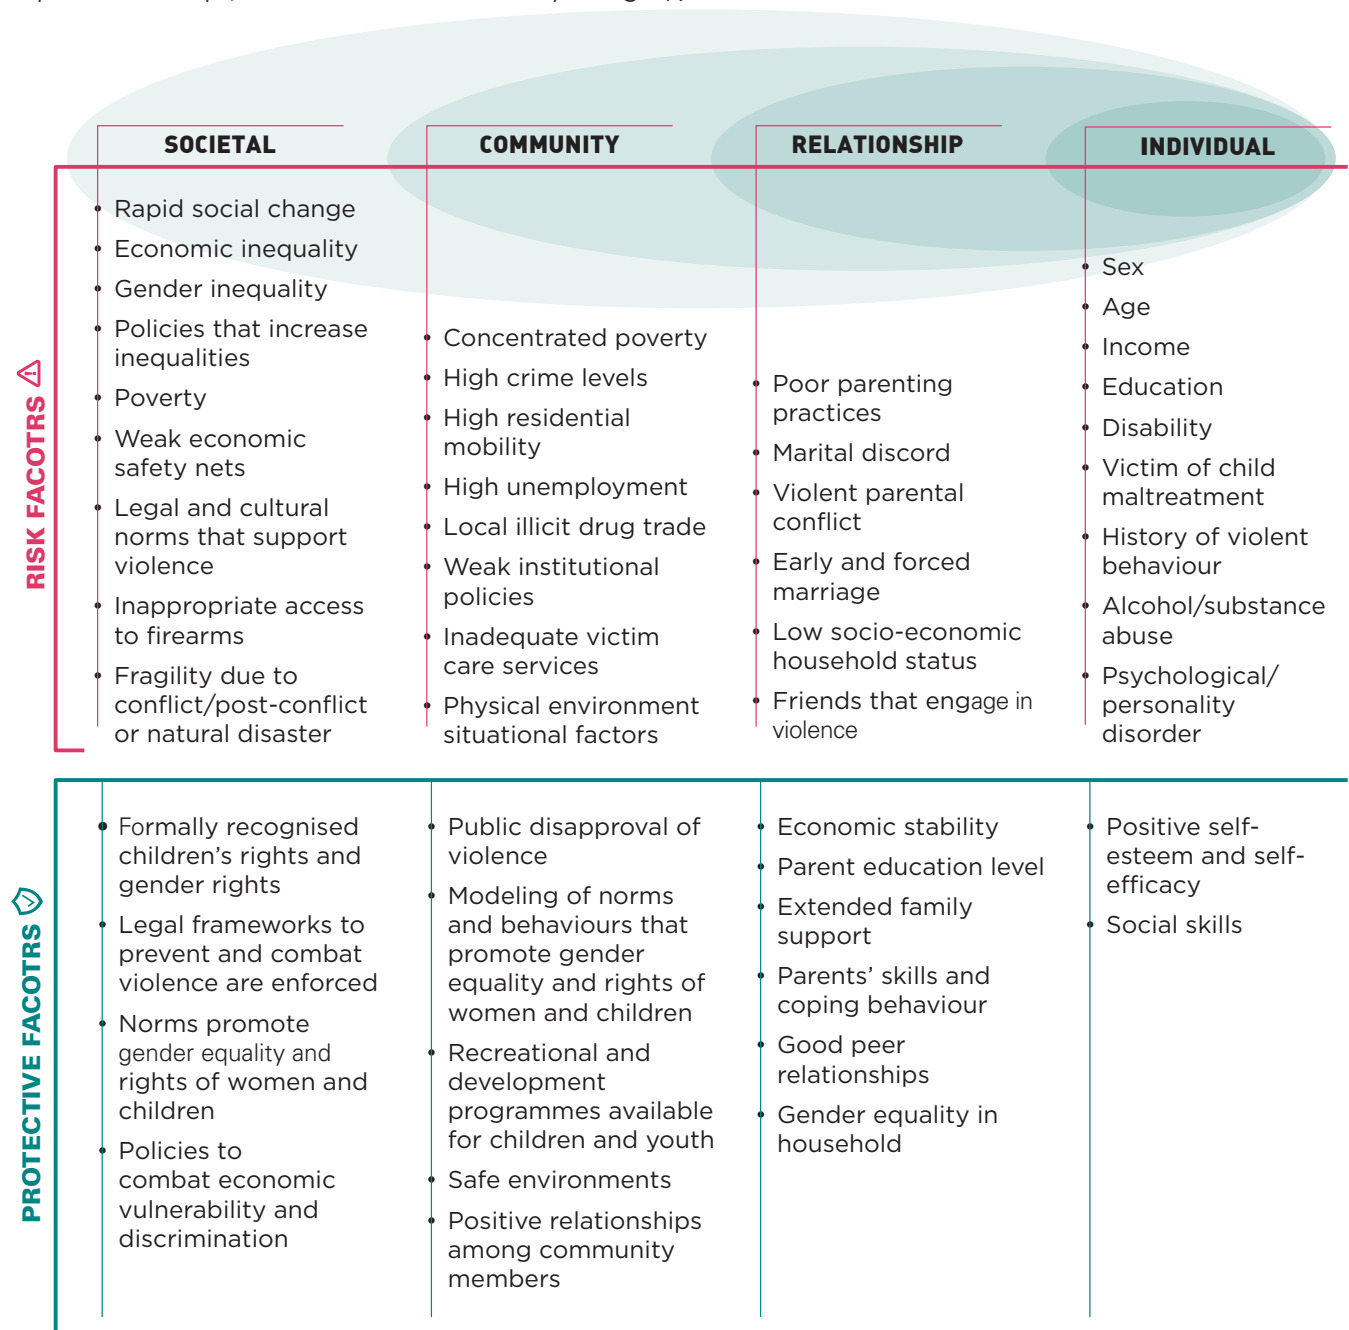 SOCIETAL
COMMUNITY
RELATIONSHIP
INDIVIDUAL
RISK FACOTRS
• Rapid social change
• Economic inequality
• Gender inequality
• Policies that increase
inequalities
• Poverty
• Weak economic
safety nets
• Legal and cultural
norms that support
violence
• Inappropriate access
to firearms
• Fragility due to
conflict/post-conflict
or natural disaster
• Concentrated poverty
• High crime levels
• High residential
mobility
• High unemployment
• Local illicit drug trade
• Weak institutional
policies
• Inadequate victim
care services
• Physical environment
situational factors
• Poor parenting
practices
• Marital discord
• Violent parental
conflict
• Early and forced
marriage
• Low socio-economic
household status
• Friends that engage in
violence
• Sex
• Age
• Income
• Education
• Disability
• Victim of child
maltreatment
• History of violent
behaviour
• Alcohol/substance
abuse
• Psychological/
personality
disorder
PROTECTIVE FACOTRS
• Formally recognised
children’s rights and
gender rights
• Legal frameworks to
prevent and combat
violence are enforced
• Norms promote
gender equality and
rights of women and
children
• Policies to
combat economic
vulnerability and
discrimination
• Public disapproval of
violence
• Modeling of norms
and behaviours that
promote gender
equality and rights of
women and children
• Recreational and
development
programmes available
for children and youth
• Safe environments
• Positive relationships
among community
members
• Economic stability
• Parent education level
• Extended family
support
• Parents’ skills and
coping behaviour
• Good peer
relationships
• Gender equality in
household
• Positive self-
esteem and self-
efficacy
• Social skills